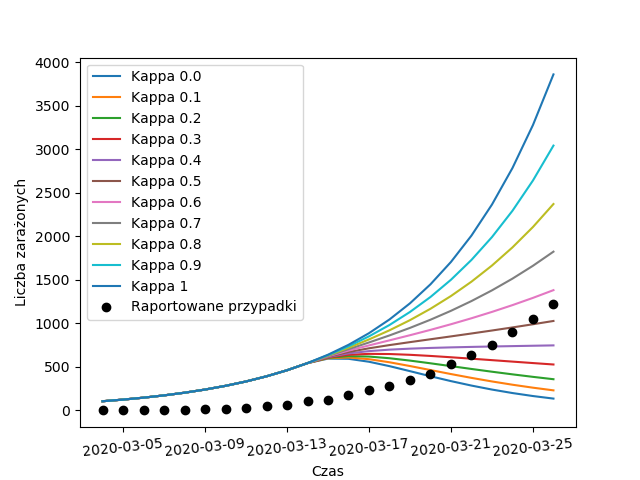 4000
3500
3000
2500
2000
1500
1000
500
0
Liczba zarażonych
Kappa 0.0
Kappa 0.1
Kappa 0.2
Kappa 0.3
Kappa 0.4
Kappa 0.5
Kappa 0.6
Kappa 0.7
Kappa 0.8
Kappa 0.9
Kappa 1
Raportowane przypadki
2020-03-05 2020-03-09 2020-03-13 2020-03-17 2020-03-21 2020-03-25
Czas